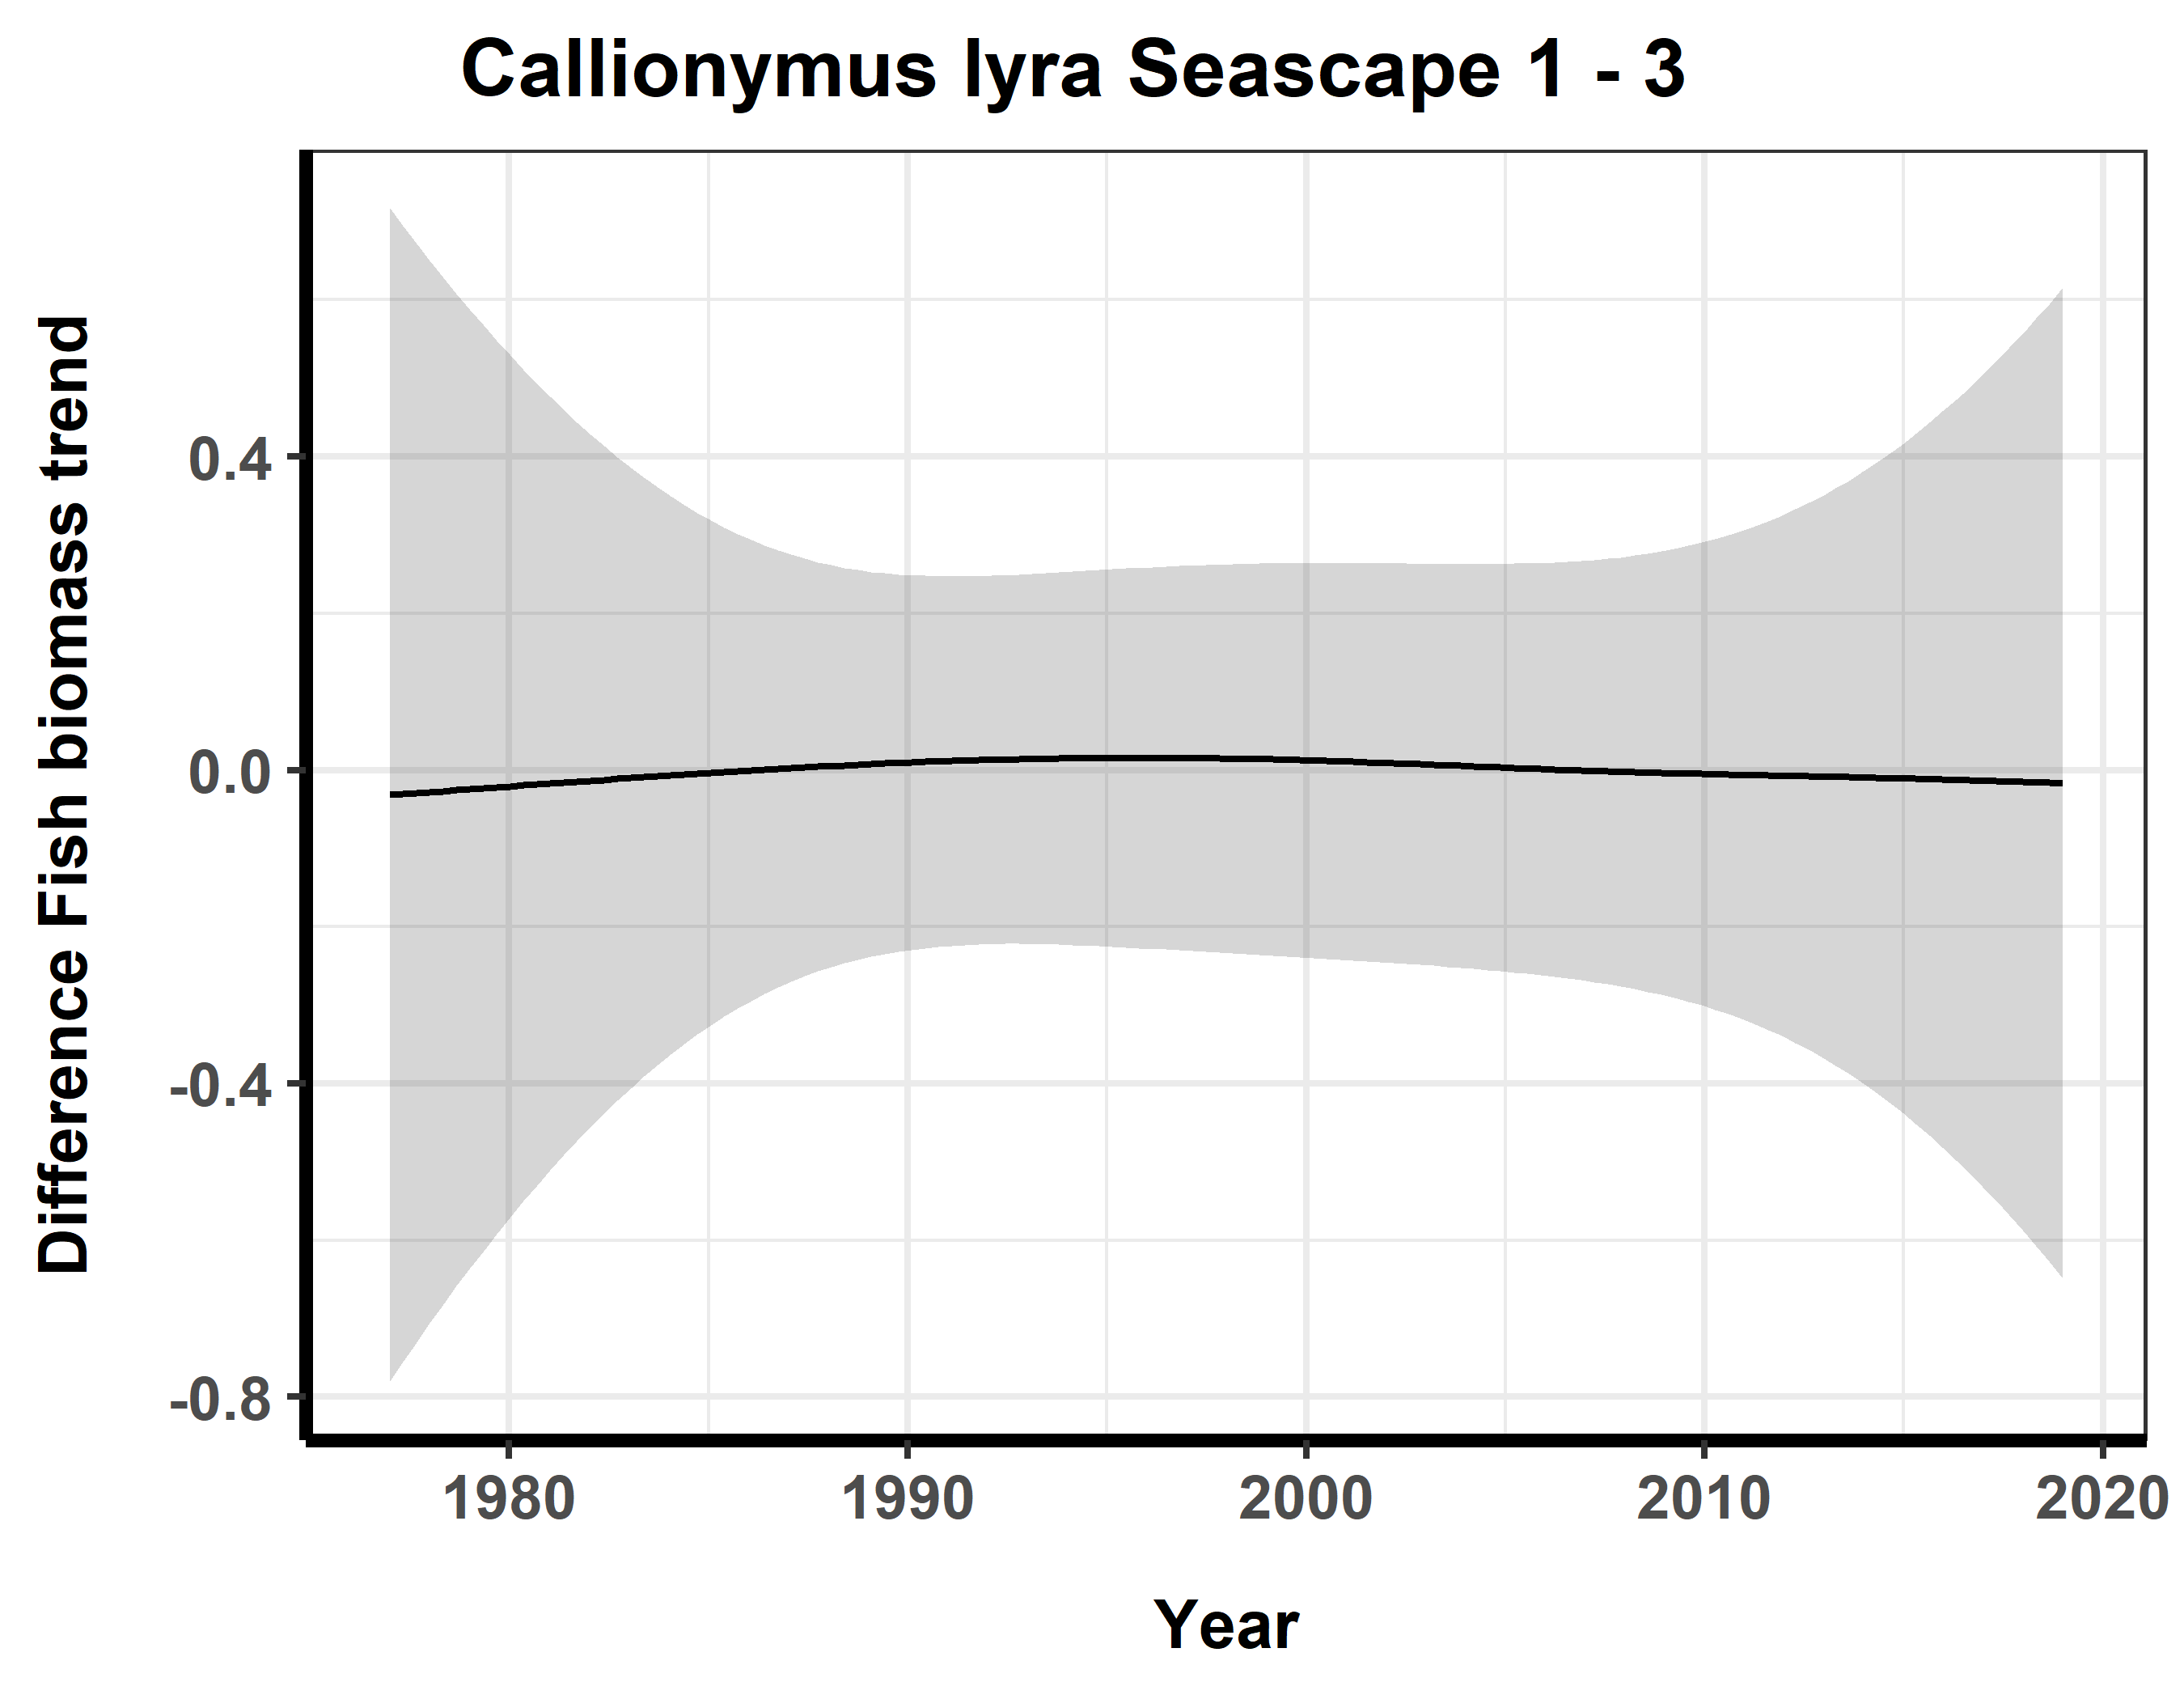 Callionymus lyra Seascape 1 - 3
Difference Fish biomass trend
0.4
0.0
-0.4
-0.8
1980 1990 2000 2010 2020
Year